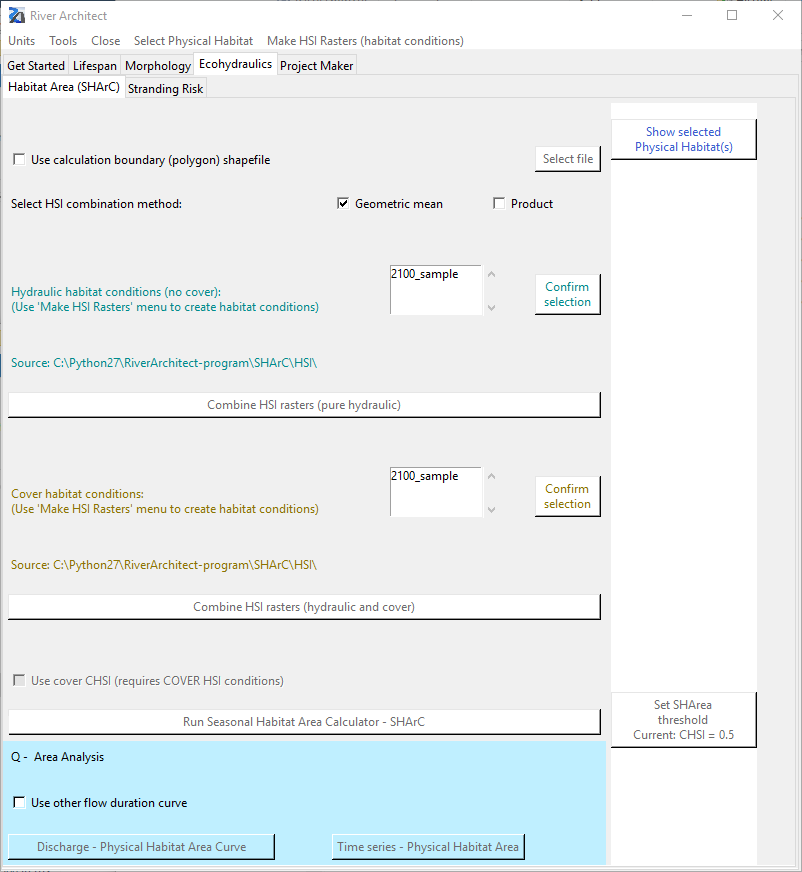 River Architect
Units Tools Close Select Physical Habitat Make HSI Rasters (habitat conditions)
Get Started Lifespan Morphology Ecohydraulics Project Maker
Habitat Area (SHArC) Stranding Risk
Show selected
Physical Habitat(s)
Use calculation boundary (polygon) shapefile Select file
Select HSI combination method: Geometric mean Product
2100_sample
Hydraulic habitat conditions (no cover):
(Use 'Make HSI Rasters' menu to create habitat conditions)
Confirm
selection
Source: C:\Python27\RiverArchitect-program\SHArC\HSI\
Combine HSI rasters (pure hydraulic)
2100_sample
Cover habitat conditions:
(Use 'Make HSI Rasters' menu to create habitat conditions)
Confirm
selection
Source: C:\Python27\RiverArchitect-program\SHArC\HSI\
Combine HSI rasters (hydraulic and cover)
Use cover CHSI (requires COVER HSI conditions)
Run Seasonal Habitat Area Calculator - SHArC
Set SHArea
threshold
Current: CHSI = 0.5
Q - Area Analysis
Use other flow duration curve
Discharge - Physical Habitat Area Curve Time series - Physical Habitat Area